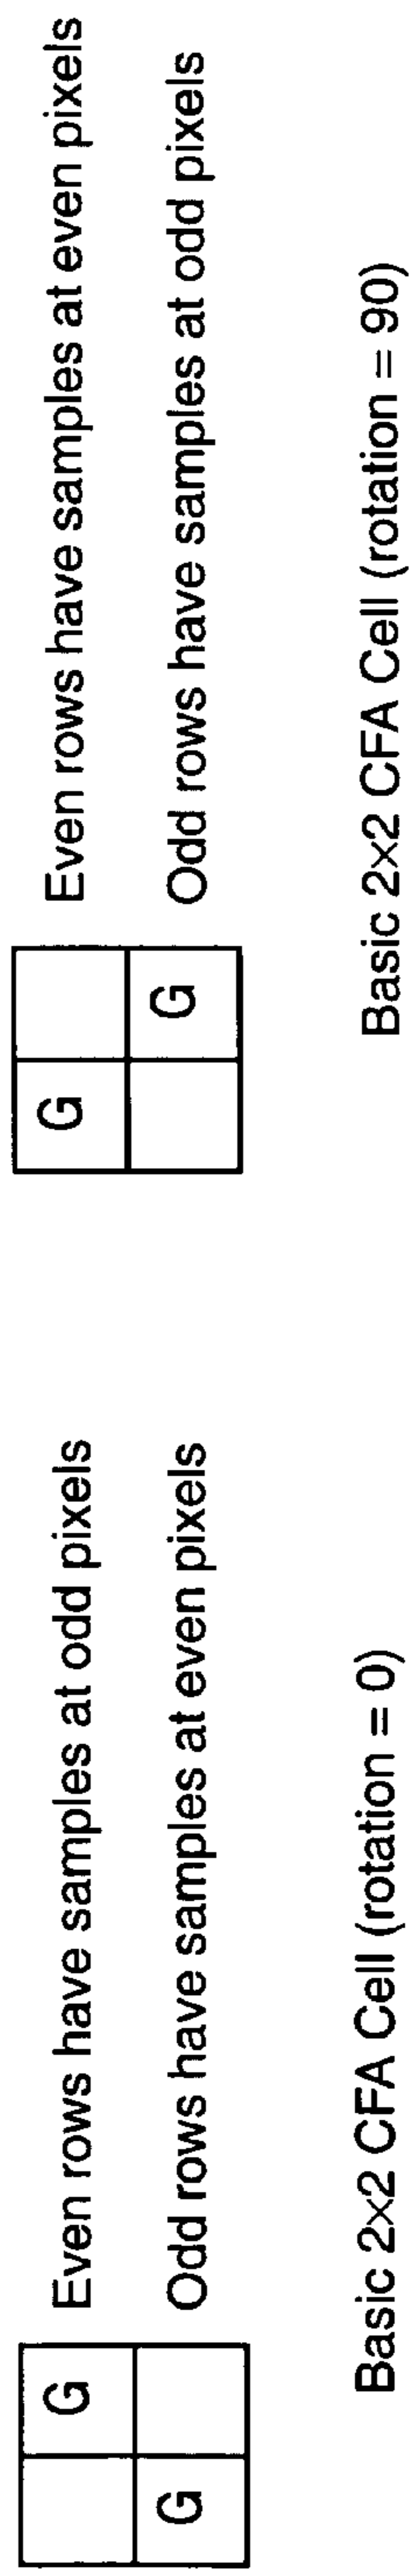 G
Even rows have samples at odd pixels
G
Odd rows have samples at even pixels
Basic 2×2 CFA Cell (rotation = 0)
G
Even rows have samples at even pixels
G
Odd rows have samples at odd pixels
Basic 2×2 CFA Cell (rotation = 90)